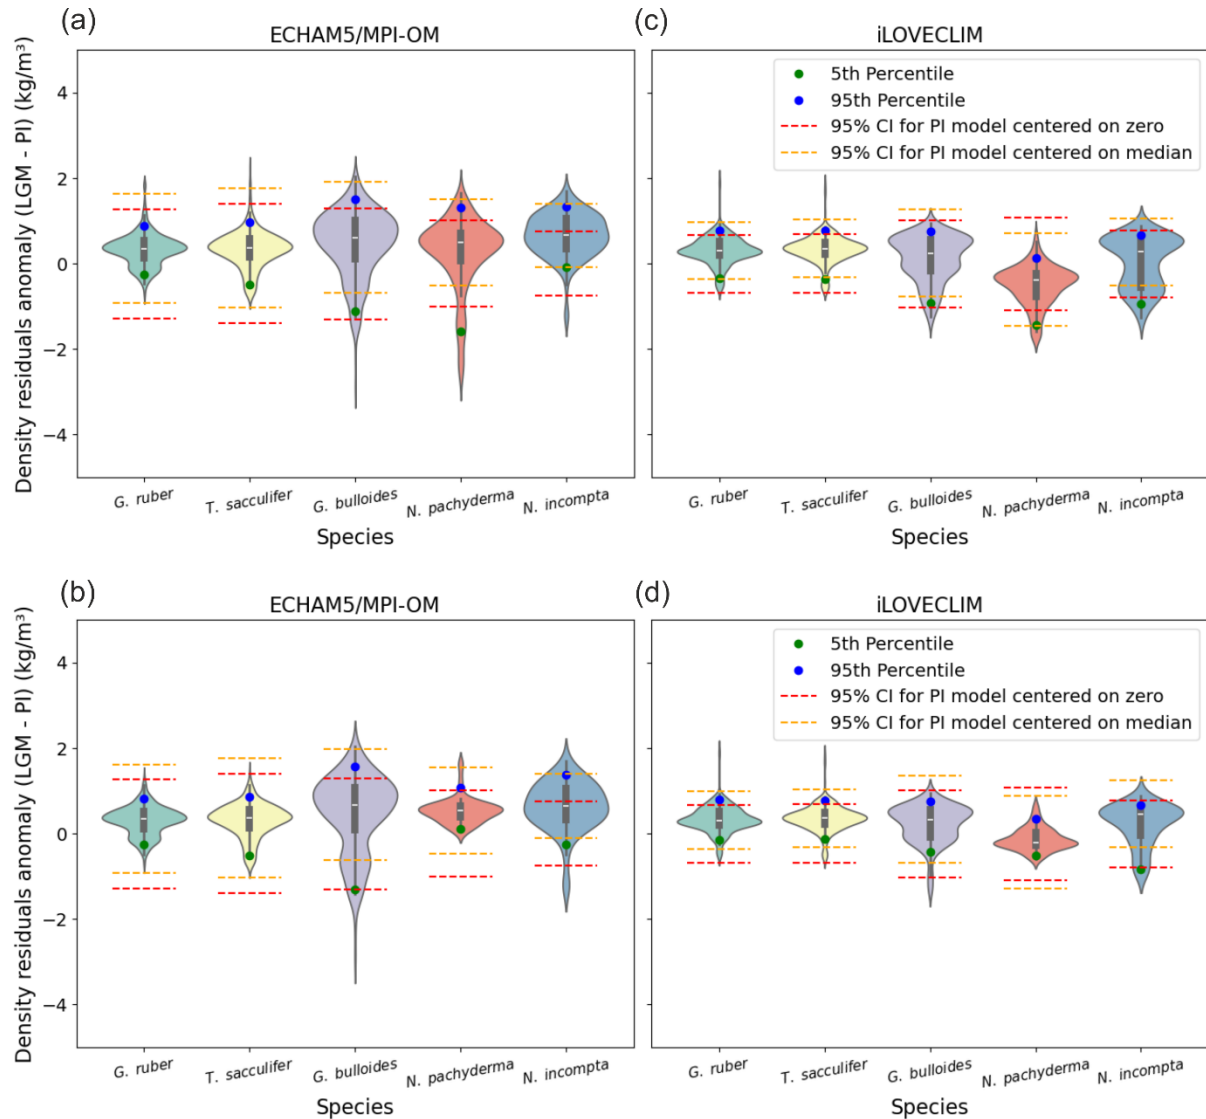 (a)
ECHAM5/MPI-OM
Density residuals anomaly (LGM - PI) (kg/m³)
4
2
0
−2
−4
G. ruber
T. sacculifer
G. bulloides
N. pachyderma
N. incompta
Species
(c)
iLOVECLIM
5th Percentile
95th Percentile
95% CI for PI model centered on zero
95% CI for PI model centered on median
G. ruber
T. sacculifer
G. bulloides
N. pachyderma
N. incompta
Species
(b)
ECHAM5/MPI-OM
Density residuals anomaly (LGM - PI) (kg/m³)
4
2
0
−2
−4
G. ruber
T. sacculifer
G. bulloides
N. pachyderma
N. incompta
Species
(d)
iLOVECLIM
5th Percentile
95th Percentile
95% CI for PI model centered on zero
95% CI for PI model centered on median
G. ruber
T. sacculifer
G. bulloides
N. pachyderma
N. incompta
Species